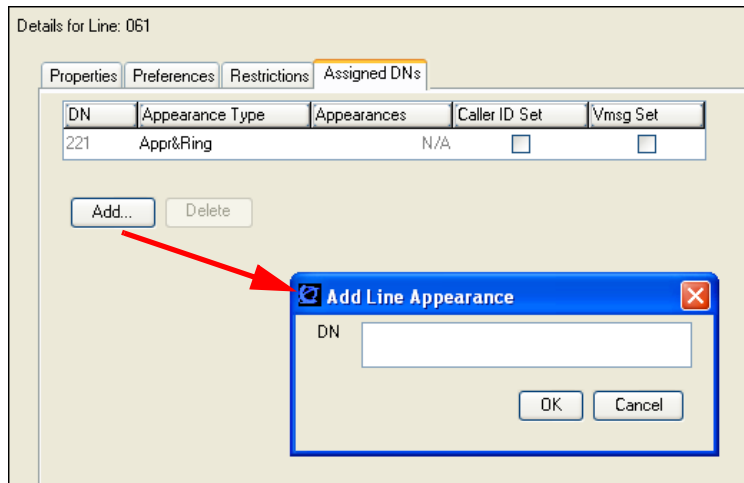 Details for Line: 061
Properties Preferences Restrictions Assigned DNs
DN Appearance Type Appearances Caller ID Set Vmsg Set
221 Appr&Ring N/A
Add... Delete
Add Line Appearance
DN
OK Cancel